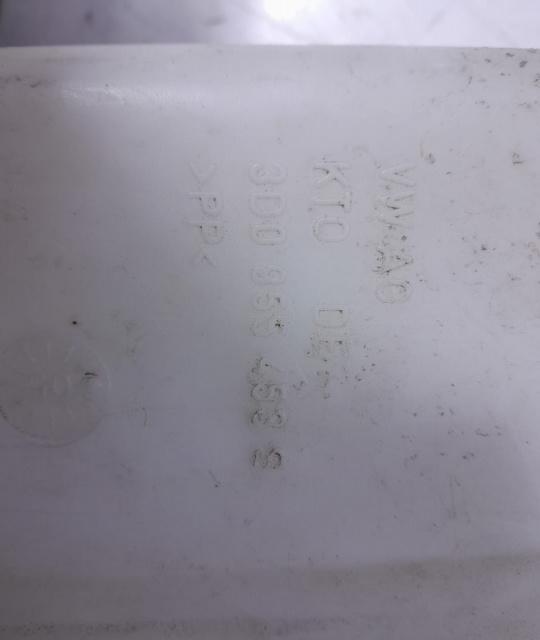 VW AG
KTO DE
3D0 955 453 B
>PP<